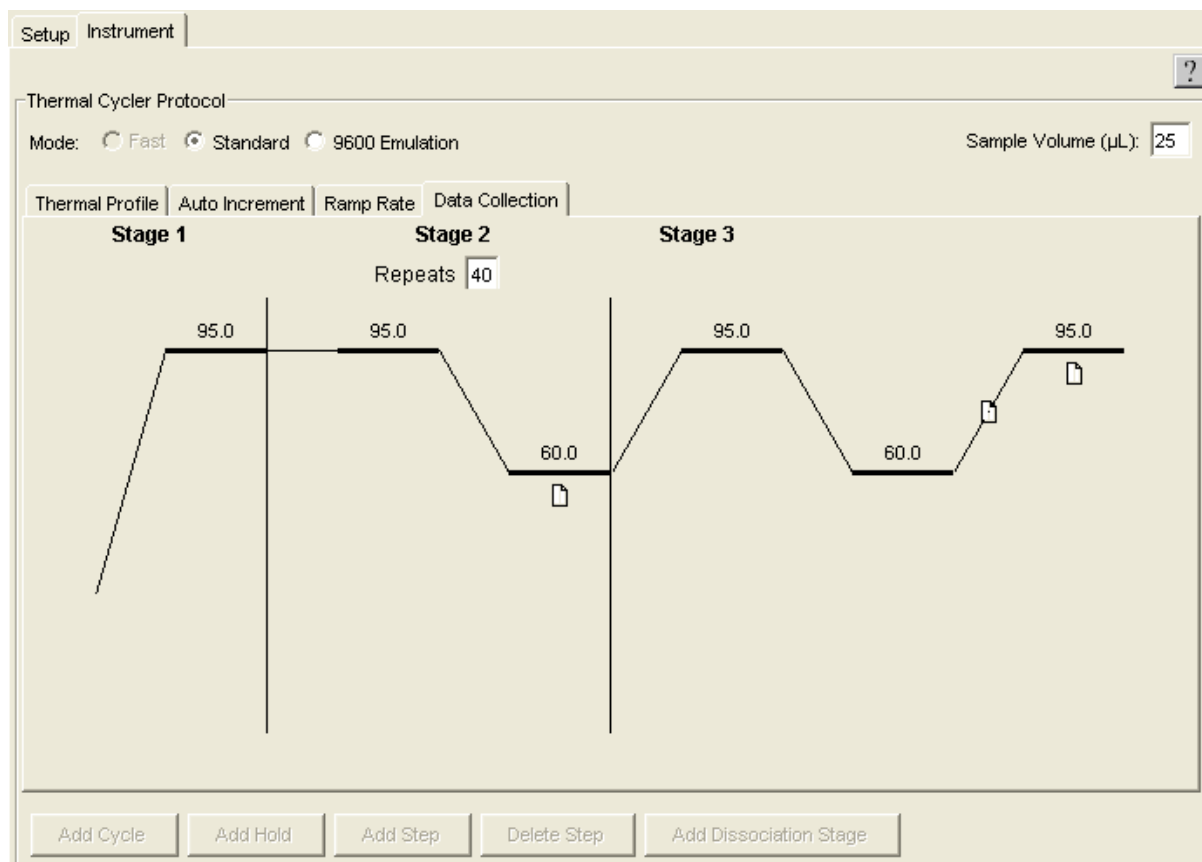 Setup Instrument
?
Thermal Cycler Protocol
Mode: Fast Standard 9600 Emulation Sample Volume (µL): 25
Thermal Profile Auto Increment Ramp Rate Data Collection
Stage 1 Stage 2 Stage 3
Repeats 40
95.0 95.0 95.0 95.0
60.0 60.0
Add Cycle Add Hold Add Step Delete Step Add Dissociation Stage